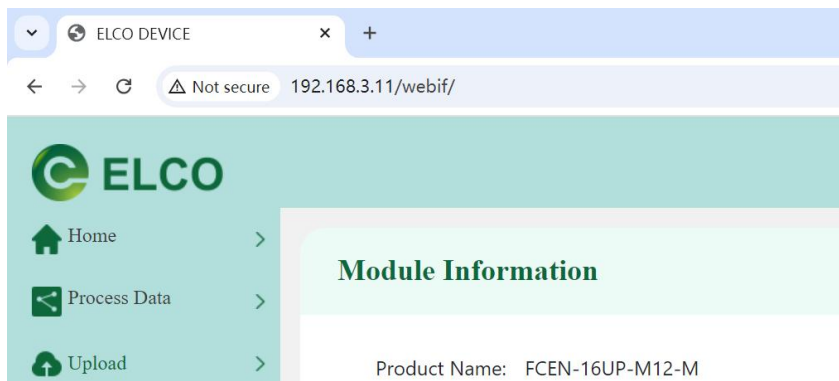 ELCO DEVICE
Not secure 192.168.3.11/webif/
ELCO
Home
Process Data
Upload
Module Information
Product Name: FCEN-16UP-M12-M